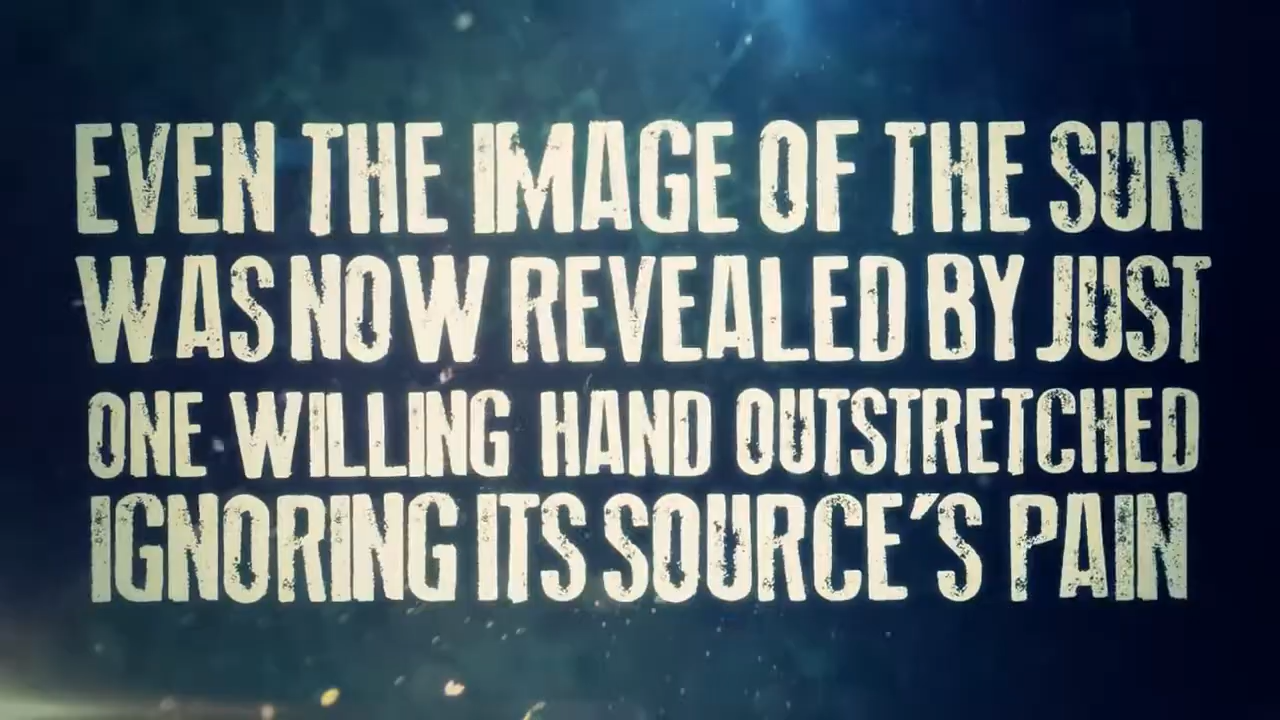 EVEN THE IMAGE OF THE SUN
WAS NOW REVEALED BY JUST
ONE WILLING HAND OUTSTRETCHED
IGNORING ITS SOURCE'S PAIN